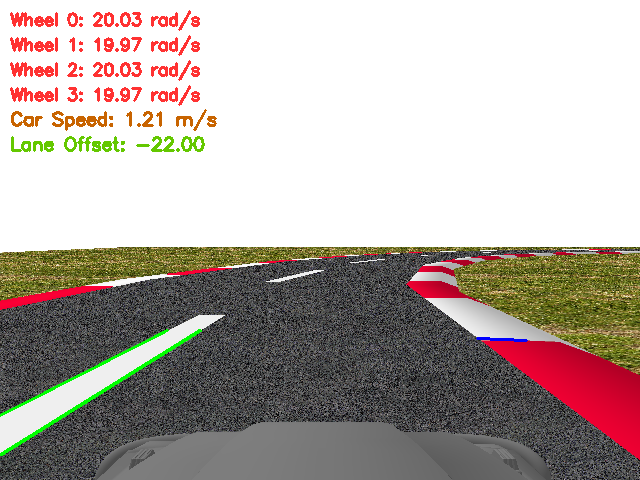 Wheel 0: 20.03 rad/s
Wheel 1: 19.97 rad/s
Wheel 2: 20.03 rad/s
Wheel 3: 19.97 rad/s
Car Speed: 1.21 m/s
Lane Offset: -22.00